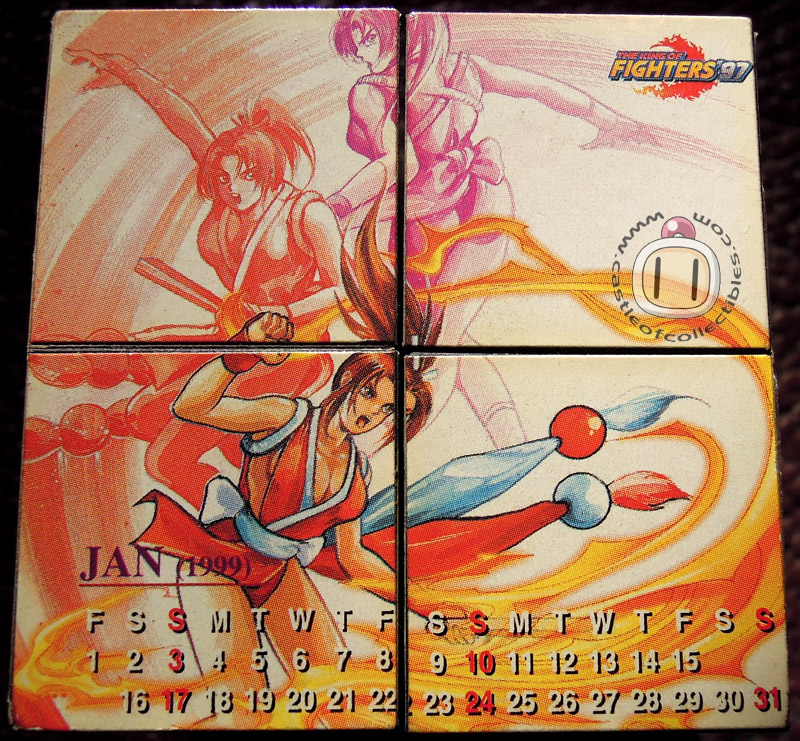 THE KING OF
FIGHTERS'97
www.castleofcollectibles.com
JAN (1999)
F S S M T W T F S S M T W T F S S
1 2 3 4 5 6 7 8 9 10 11 12 13 14 15
16 17 18 19 20 21 22 23 24 25 26 27 28 29 30 31